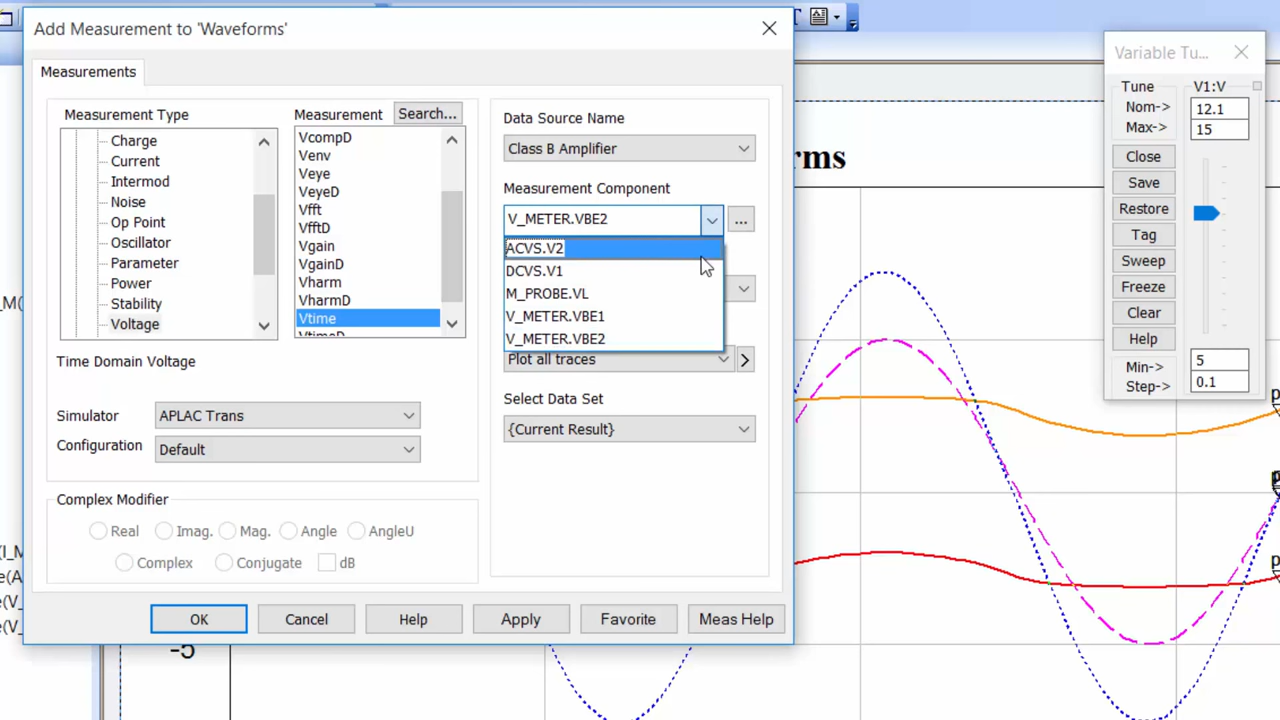 Add Measurement to 'Waveforms'
Measurements
Measurement Type
Charge
Current
Intermod
Noise
Op Point
Oscillator
Parameter
Power
Stability
Voltage
Measurement
Search...
VcompD
Venv
Veye
VeyeD
Vfft
VfftD
Vgain
VgainD
Vharm
VharmD
Vtime
VtimeD
Time Domain Voltage
Simulator
APLAC Trans
Configuration
Default
Complex Modifier
Real
Imag.
Mag.
Angle
AngleU
Complex
Conjugate
dB
Data Source Name
Class B Amplifier
Measurement Component
V_METER.VBE2
...
ACVS.V2
DCVS.V1
M_PROBE.VL
V_METER.VBE1
V_METER.VBE2
Plot all traces
Select Data Set
{Current Result}
OK
Cancel
Help
Apply
Favorite
Meas Help
rms
-5
Variable Tu...
Tune
V1:V
Nom->
12.1
Max->
15
Close
Save
Restore
Tag
Sweep
Freeze
Clear
Help
Min->
5
Step->
0.1